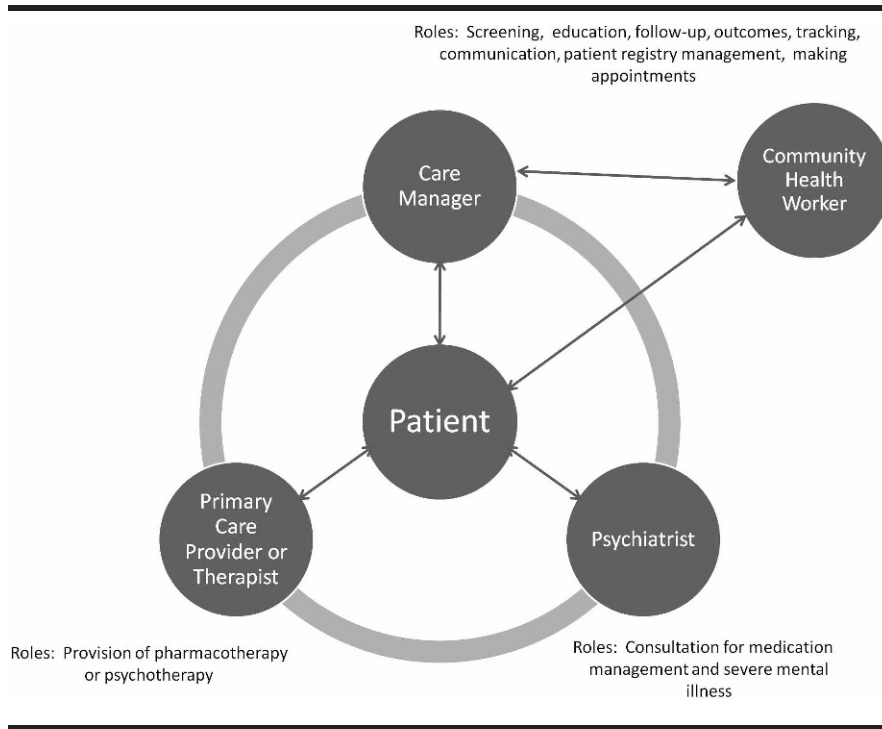 Roles: Screening, education, follow-up, outcomes, tracking,
communication, patient registry management, making
appointments
Care
Manager
Community
Health
Worker
Patient
Primary
Care
Provider or
Therapist
Psychiatrist
Roles: Provision of pharmacotherapy
or psychotherapy
Roles: Consultation for medication
management and severe mental
illness